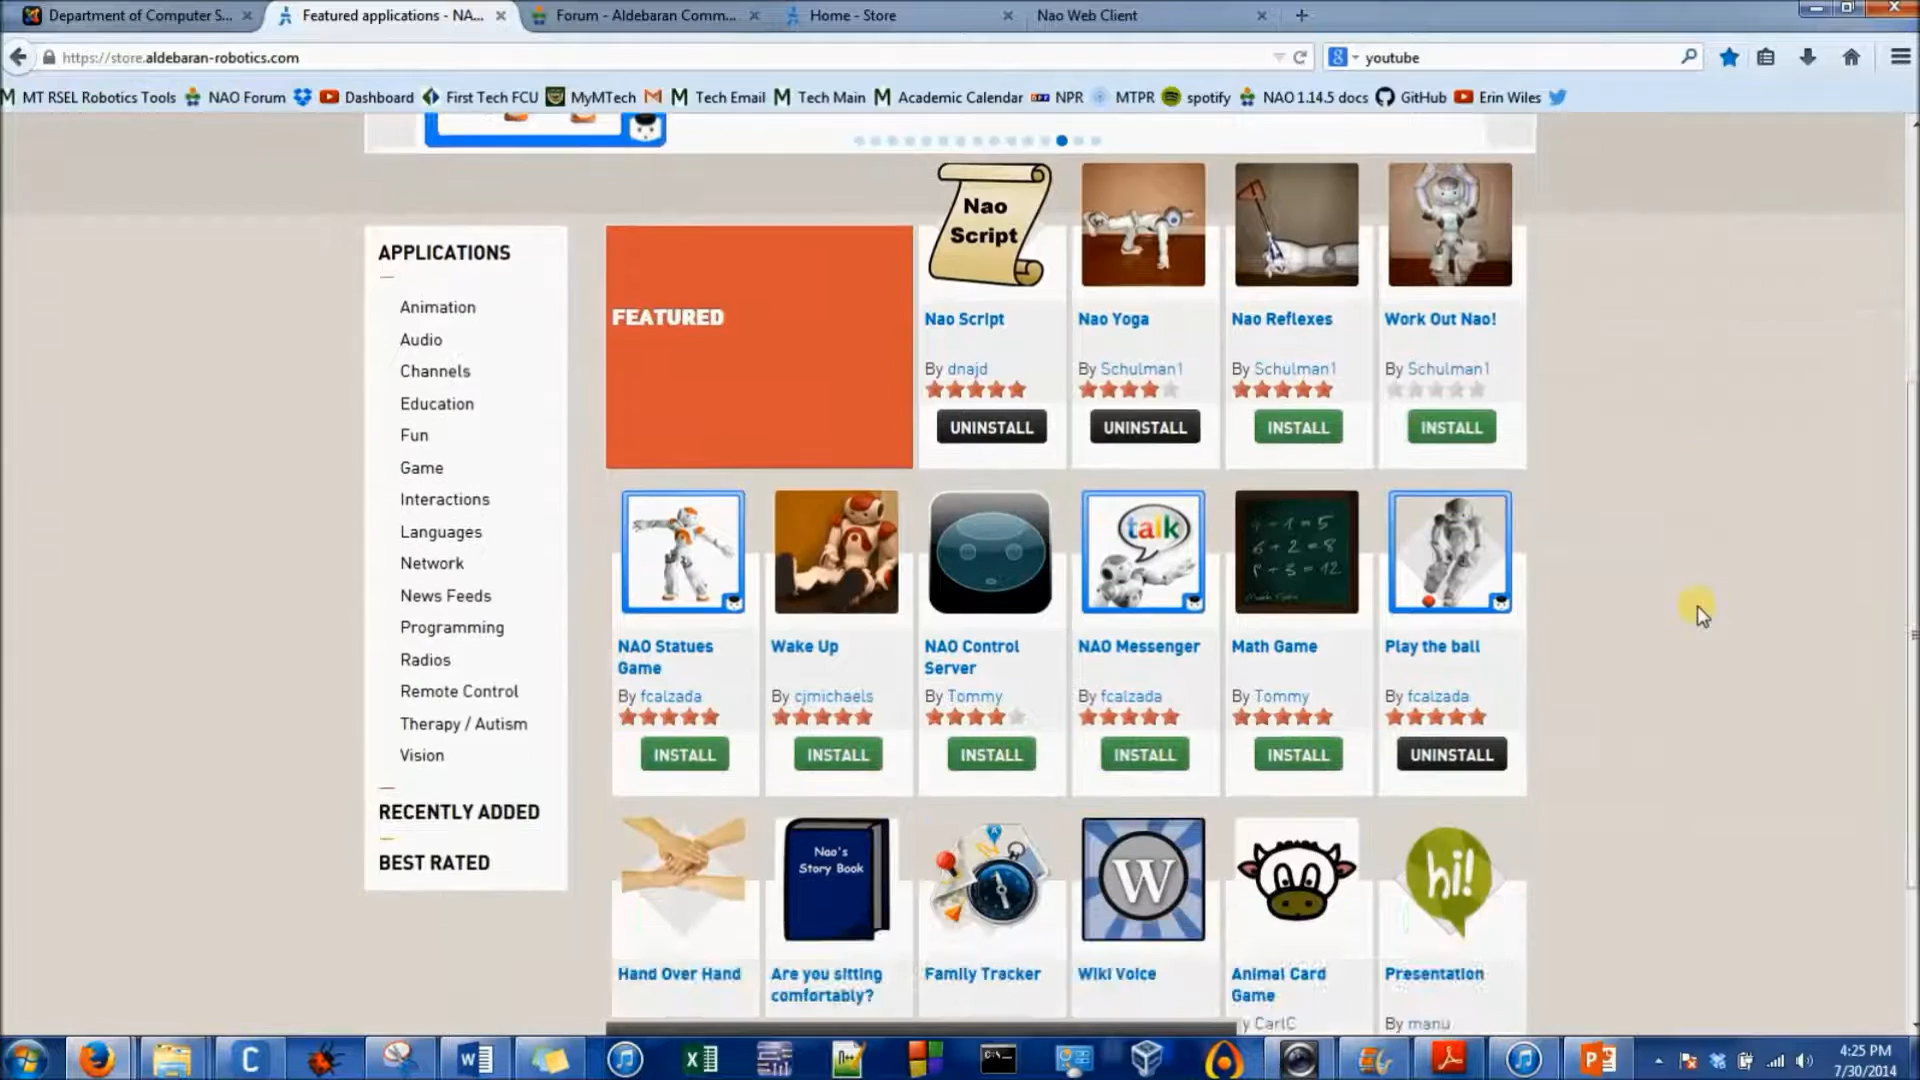 Department of Computer S...
Featured applications - NA...
Forum - Aldebaran Comm...
Home - Store
Nao Web Client
https://store.aldebaran-robotics.com
youtube
MT RSEL Robotics Tools
NAO Forum
Dashboard
First Tech FCU
MyMTech
Tech Email
Tech Main
Academic Calendar
NPR
MTPR
spotify
NAO 1.14.5 docs
GitHub
Erin Wiles
APPLICATIONS
Animation
Audio
Channels
Education
Fun
Game
Interactions
Languages
Network
News Feeds
Programming
Radios
Remote Control
Therapy / Autism
Vision
RECENTLY ADDED
BEST RATED
FEATURED
Nao
Script
Nao Script
By dnajd
UNINSTALL
Nao Yoga
By Schulman1
UNINSTALL
Nao Reflexes
By Schulman1
INSTALL
Work Out Nao!
By Schulman1
INSTALL
NAO Statues
Game
By fcalzada
INSTALL
Wake Up
By cjmichaels
INSTALL
NAO Control
Server
By Tommy
INSTALL
talk
NAO Messenger
By fcalzada
INSTALL
6 + 2 = 8
Math Game
By Tommy
INSTALL
Play the ball
By fcalzada
UNINSTALL
Hand Over Hand
Nao's
Story Book
Are you sitting
comfortably?
Family Tracker
W
Wiki Voice
Animal Card
Game
y CarlC
hi!
Presentation
By manu
4:25 PM
7/30/2014